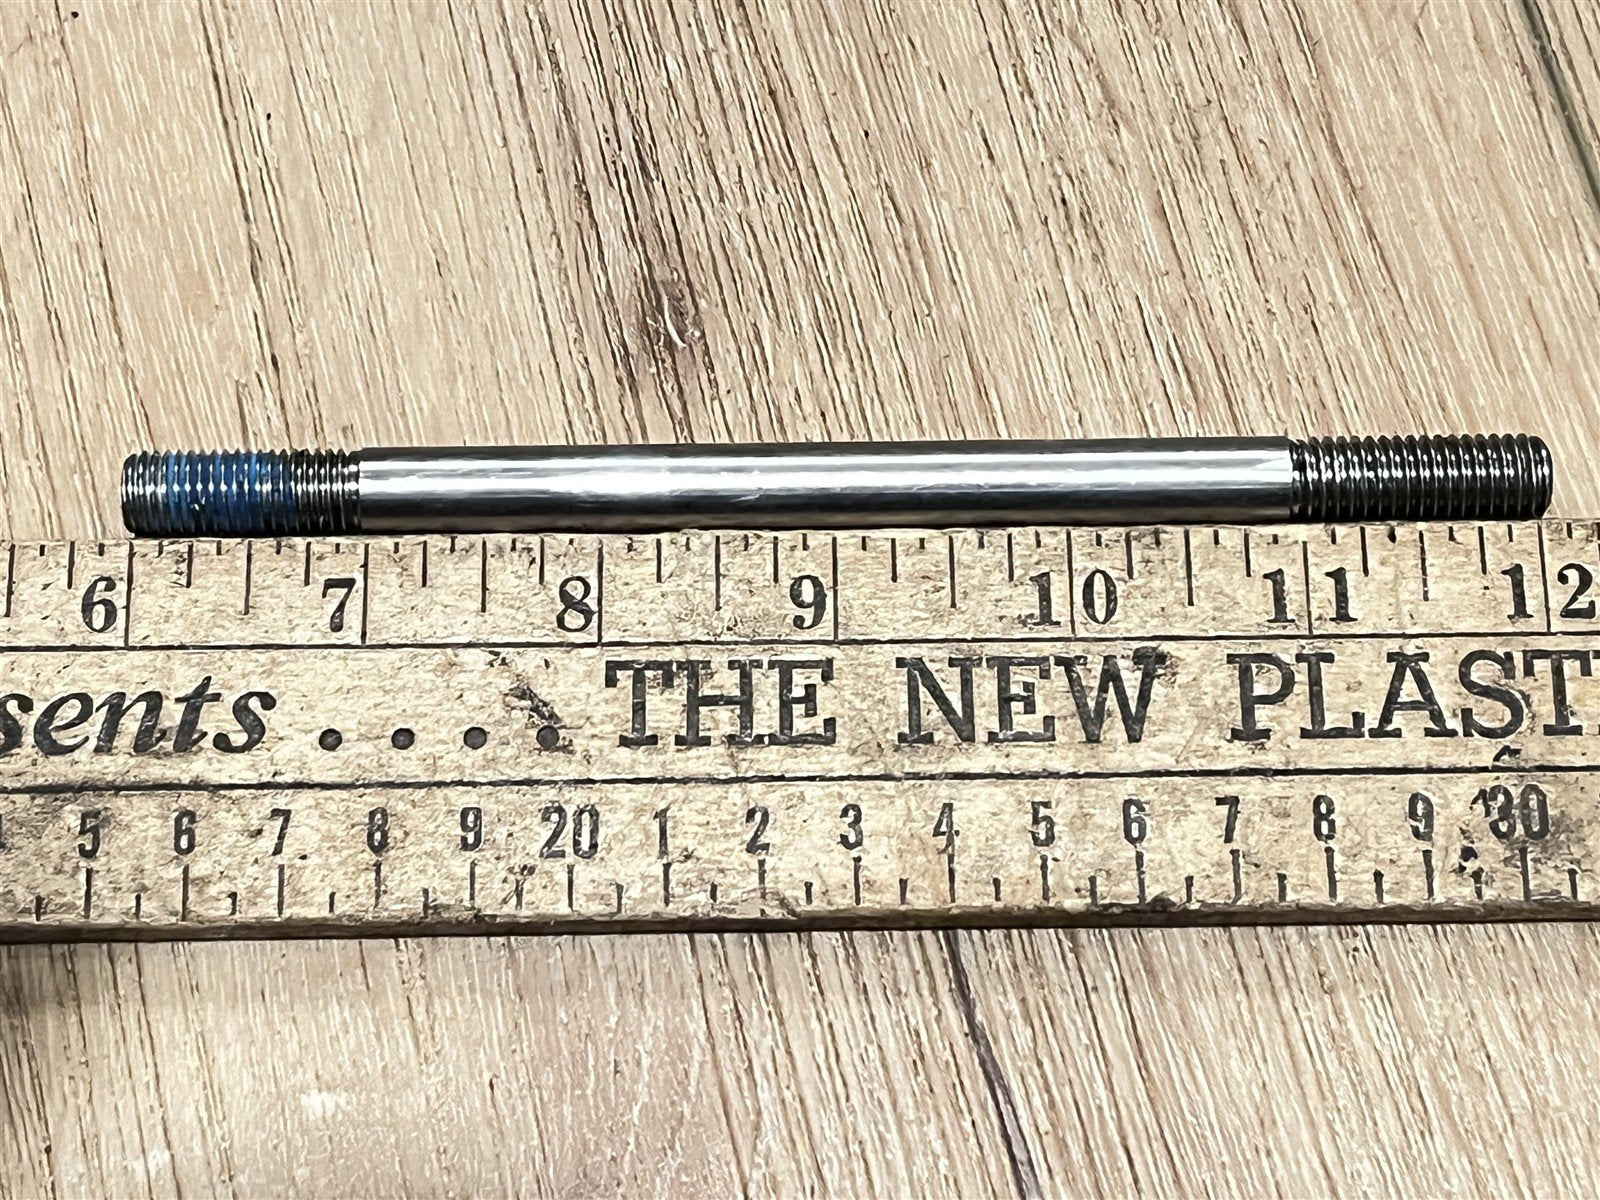 6 7 8 9 10 11 12
sents . . . . THE NEW PLAST
5 6 7 8 9 20 1 2 3 4 5 6 7 8 9 30